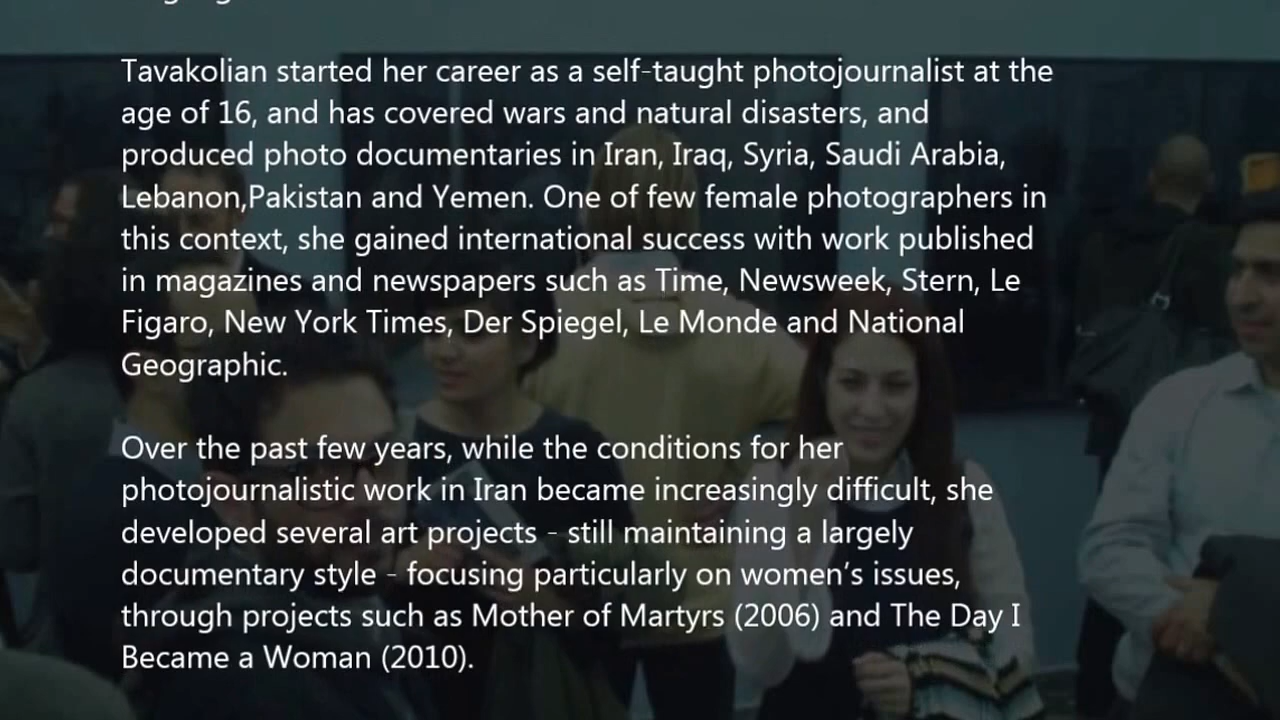 Tavakolian started her career as a self-taught photojournalist at the
age of 16, and has covered wars and natural disasters, and
produced photo documentaries in Iran, Iraq, Syria, Saudi Arabia,
Lebanon,Pakistan and Yemen. One of few female photographers in
this context, she gained international success with work published
in magazines and newspapers such as Time, Newsweek, Stern, Le
Figaro, New York Times, Der Spiegel, Le Monde and National
Geographic.
Over the past few years, while the conditions for her
photojournalistic work in Iran became increasingly difficult, she
developed several art projects - still maintaining a largely
documentary style - focusing particularly on women’s issues,
through projects such as Mother of Martyrs (2006) and The Day I
Became a Woman (2010).